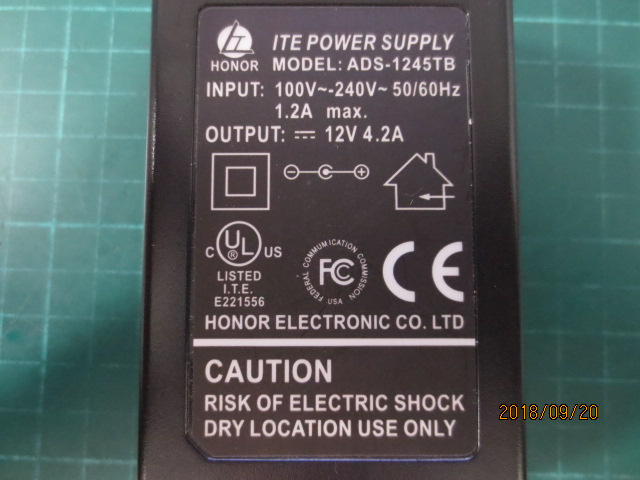 ITE POWER SUPPLY
HONOR MODEL: ADS-1245TB
INPUT: 100V~-240V~ 50/60Hz
1.2A max.
OUTPUT: ⎓ 12V 4.2A
C UL® US
LISTED
I.T.E.
E221556
FEDERAL COMMUNICATION COMMISSION
FC
USA
CE
HONOR ELECTRONIC CO. LTD
CAUTION
RISK OF ELECTRIC SHOCK
DRY LOCATION USE ONLY
2018/09/20